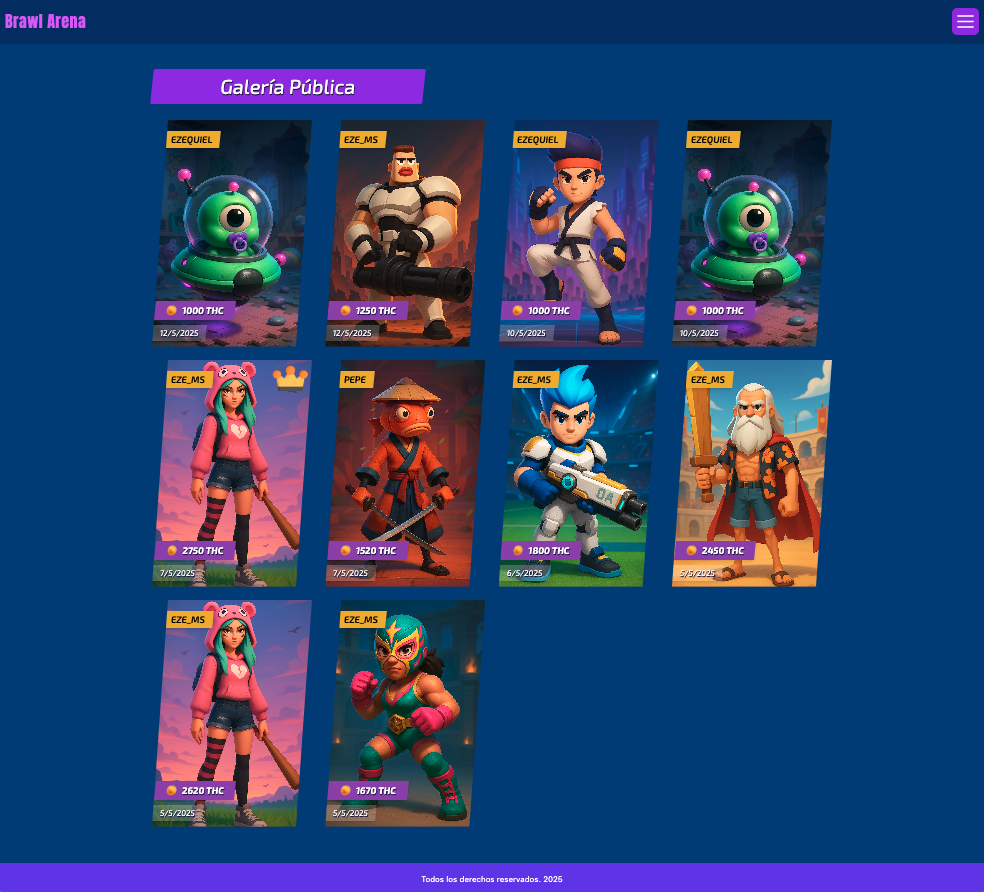 Brawl Arena
Galería Pública
EZEQUIEL
1000 THC
12/5/2025
EZE_MS
1250 THC
12/5/2025
EZEQUIEL
1000 THC
10/5/2025
EZEQUIEL
1000 THC
10/5/2025
EZE_MS
2750 THC
7/5/2025
PEPE
1520 THC
7/5/2025
EZE_MS
OA
1800 THC
6/5/2025
EZE_MS
2450 THC
5/5/2025
EZE_MS
2620 THC
5/5/2025
EZE_MS
1670 THC
5/5/2025
Todos los derechos reservados. 2025